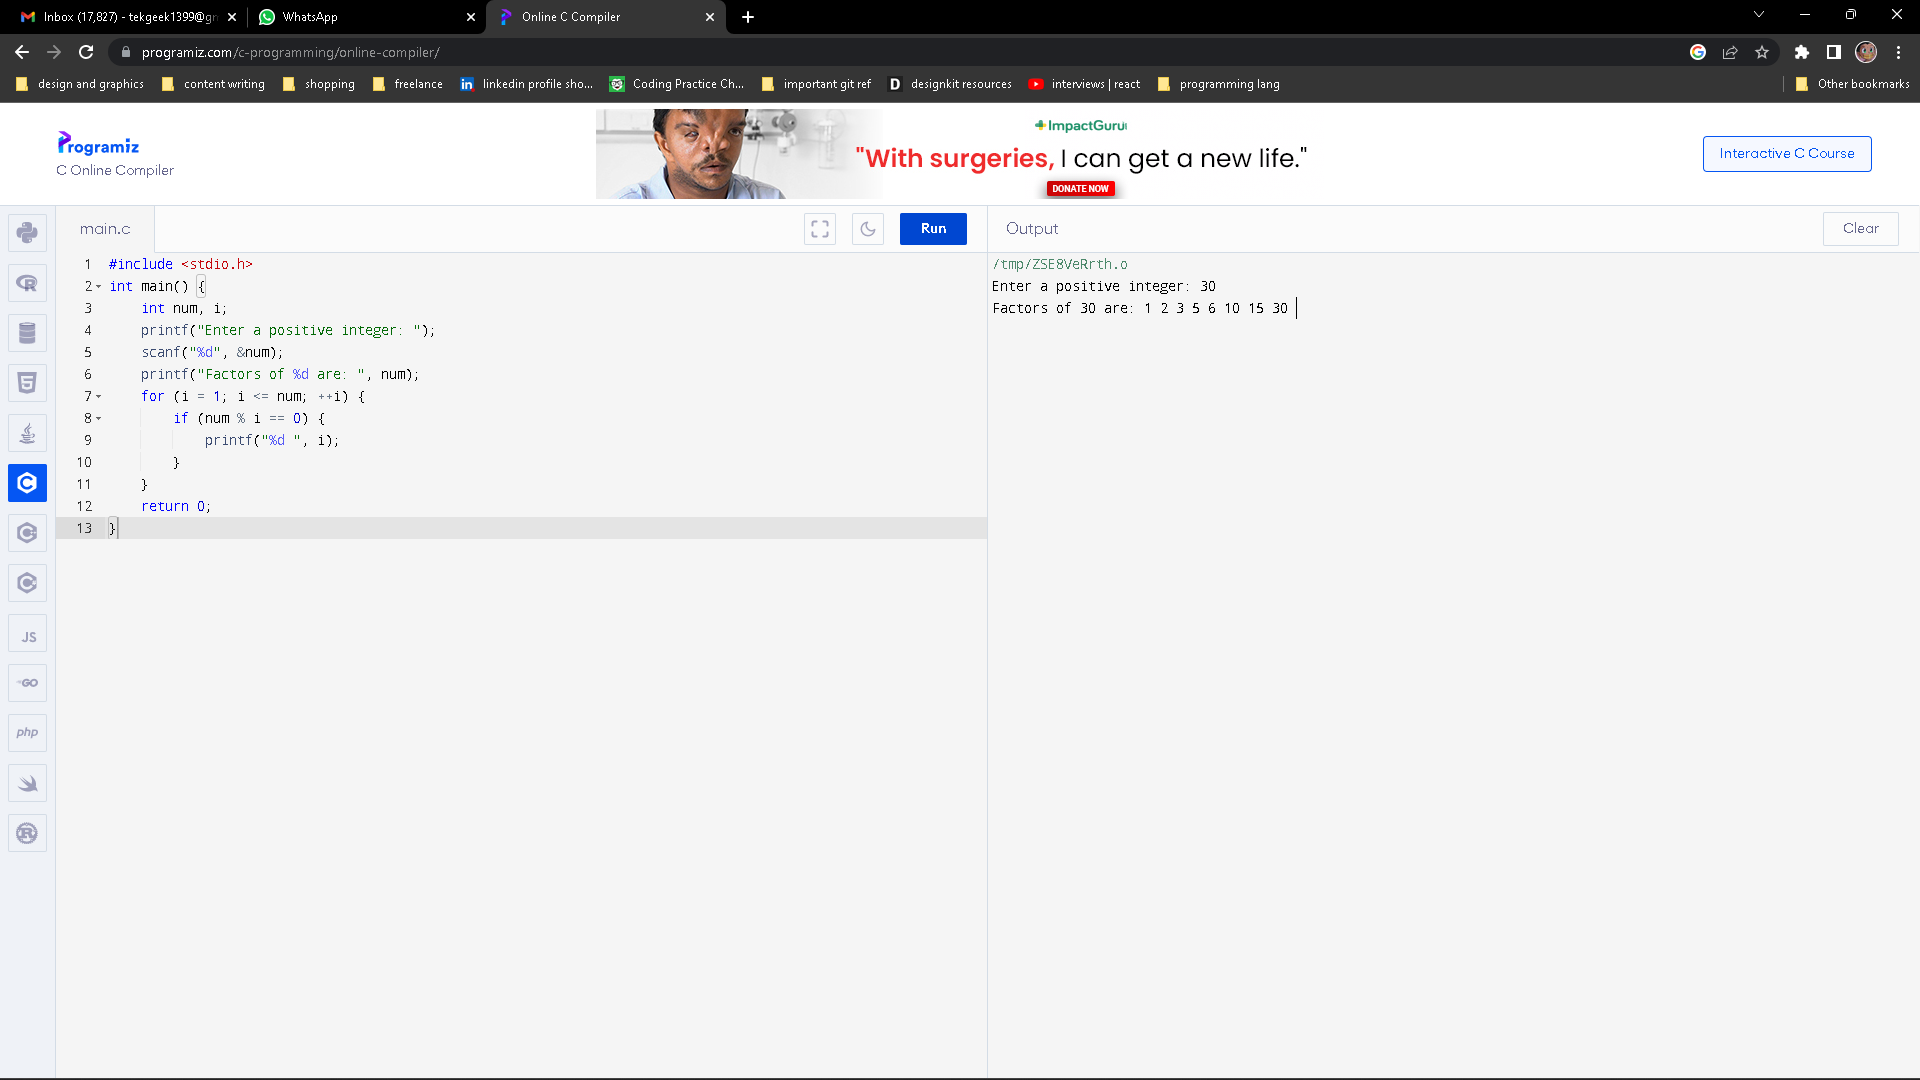 Inbox (17,827) - tekgeek1399@gn
WhatsApp
Online C Compiler
programiz.com/c-programming/online-compiler/
design and graphics
content writing
shopping
freelance
linkedin profile sho...
Coding Practice Ch...
important git ref
designkit resources
interviews | react
programming lang
Other bookmarks
Programiz
C Online Compiler
ImpactGuru
"With surgeries, I can get a new life."
DONATE NOW
Interactive C Course
main.c
Run
Output
Clear
1 #include <stdio.h>
2 int main() {
3 int num, i;
4 printf("Enter a positive integer: ");
5 scanf("%d", &num);
6 printf("Factors of %d are: ", num);
7 for (i = 1; i <= num; ++i) {
8 if (num % i == 0) {
9 printf("%d ", i);
10 }
11 }
12 return 0;
13 }
/tmp/ZSE8VeRrth.o
Enter a positive integer: 30
Factors of 30 are: 1 2 3 5 6 10 15 30
JS
GO
php